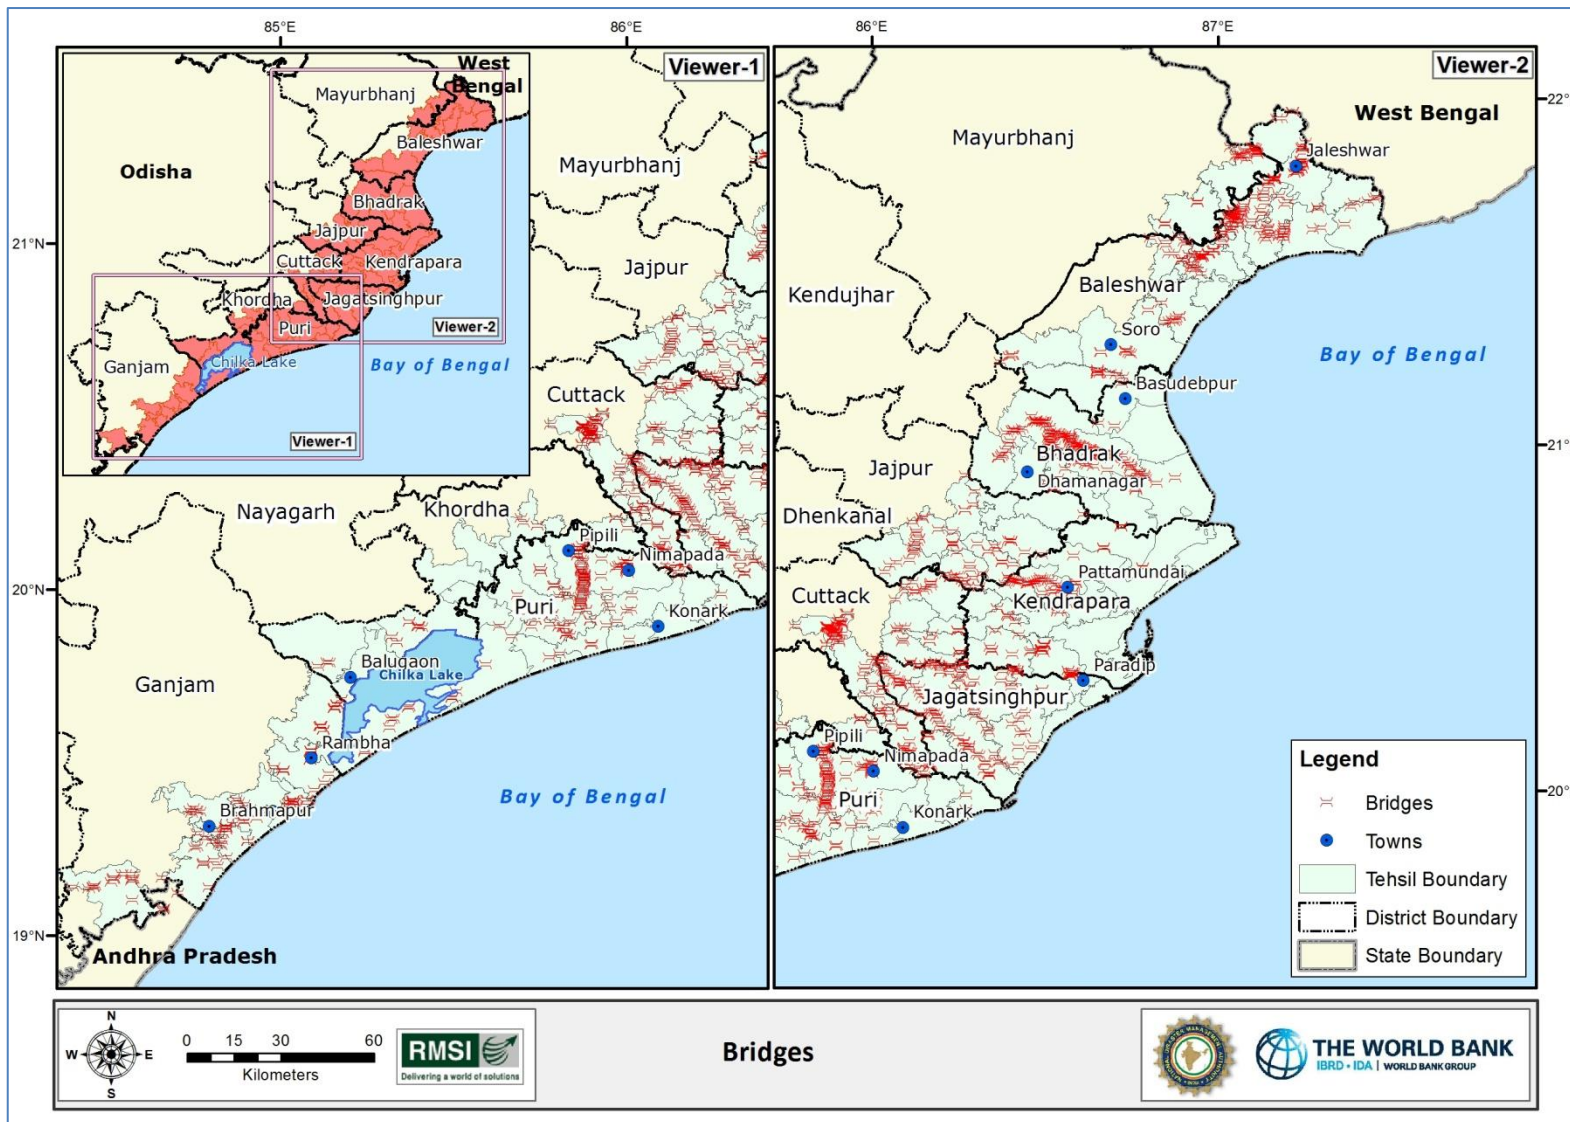 85°E
86°E
86°E
87°E
Viewer-1
Viewer-2
22°
21°N
20°N
19°N
21°N
20°
West
Bengal
Mayurbhanj
Baleshwar
Odisha
Bhadrak
Jajpur
Cuttack
Kendrapara
Khordha
Jagatsinghpur
Puri
Viewer-2
Ganjam
Chilka Lake
Bay of Bengal
Viewer-1
Mayurbhanj
Jajpur
Cuttack
Nayagarh
Khordha
Pipili
Nimapada
Puri
Konark
Balugaon
Chilka Lake
Ganjam
Rambha
Bay of Bengal
Brahmapur
Andhra Pradesh
West Bengal
Mayurbhanj
Jaleshwar
Kendujhar
Baleshwar
Soro
Bay of Bengal
Basudebpur
Jajpur
Bhadrak
Dhamanagar
Dhenkanal
Pattamundai
Cuttack
Kendrapara
Paradip
Jagatsinghpur
Pipili
Nimapada
Puri
Konark
Legend
Bridges
Towns
Tehsil Boundary
District Boundary
State Boundary
N
W E
S
0 15 30 60
Kilometers
RMSI
Delivering a world of solutions
Bridges
THE WORLD BANK
IBRD • IDA | WORLD BANK GROUP